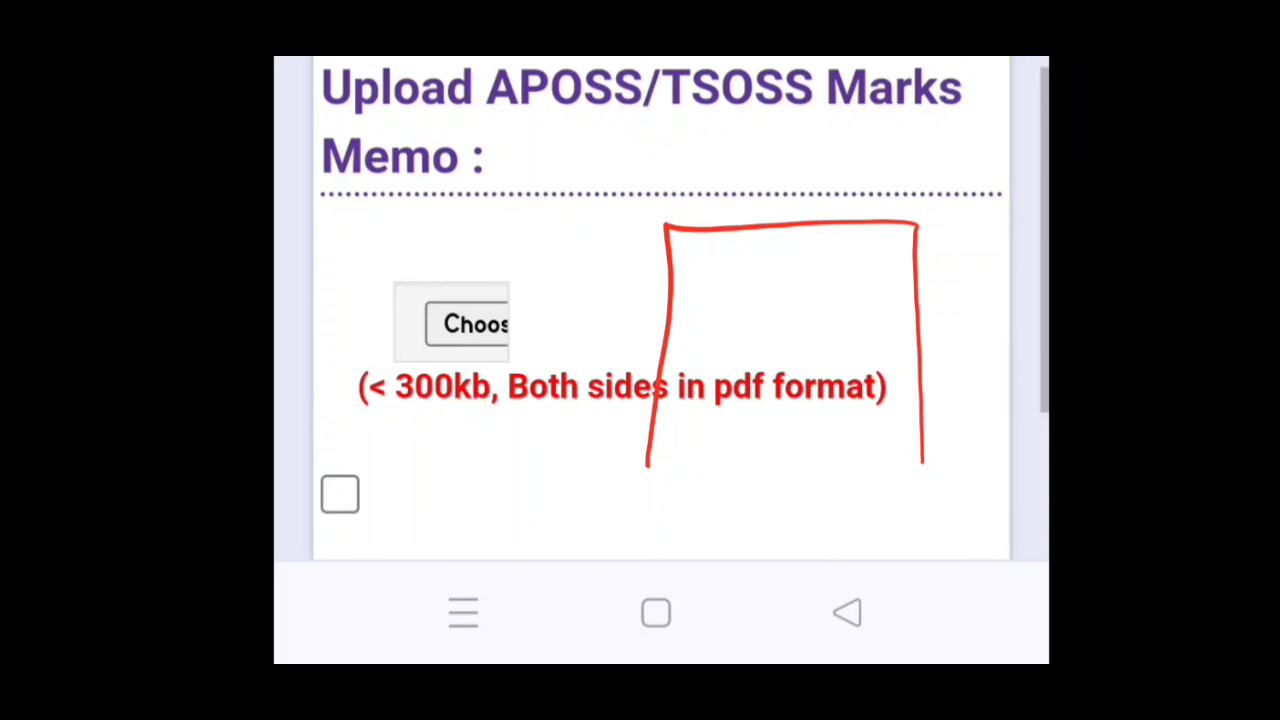 Upload APOSS/TSOSS Marks
Memo :
Choos
(< 300kb, Both sides in pdf format)